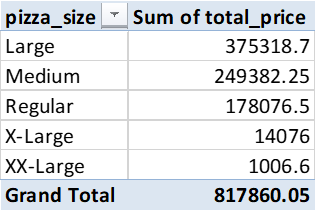 pizza_size Sum of total_price
Large 375318.7
Medium 249382.25
Regular 178076.5
X-Large 14076
XX-Large 1006.6
Grand Total 817860.05